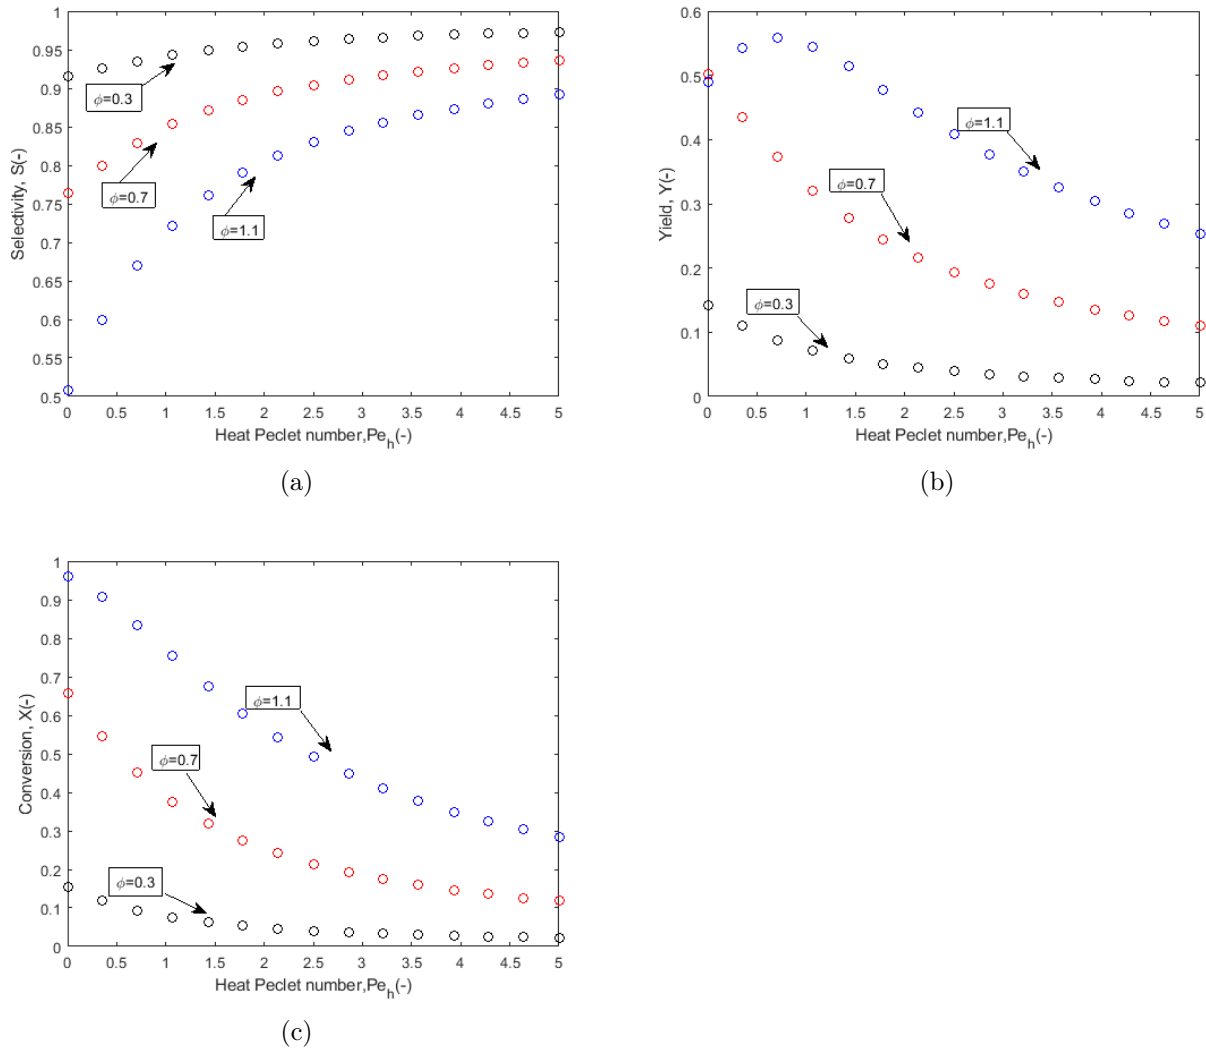 1
0.95
0.9
0.85
0.8
0.75
0.7
0.65
0.6
0.55
0.5
Selectivity, S(-)
ϕ=0.3
ϕ=0.7
ϕ=1.1
0 0.5 1 1.5 2 2.5 3 3.5 4 4.5 5
Heat Peclet number,Pe_h(-)
(a)
0.6
0.5
0.4
0.3
0.2
0.1
0
Yield, Y(-)
ϕ=1.1
ϕ=0.7
ϕ=0.3
0 0.5 1 1.5 2 2.5 3 3.5 4 4.5 5
Heat Peclet number,Pe_h(-)
(b)
1
0.9
0.8
0.7
0.6
0.5
0.4
0.3
0.2
0.1
0
Conversion, X(-)
ϕ=1.1
ϕ=0.7
ϕ=0.3
0 0.5 1 1.5 2 2.5 3 3.5 4 4.5 5
Heat Peclet number,Pe_h(-)
(c)